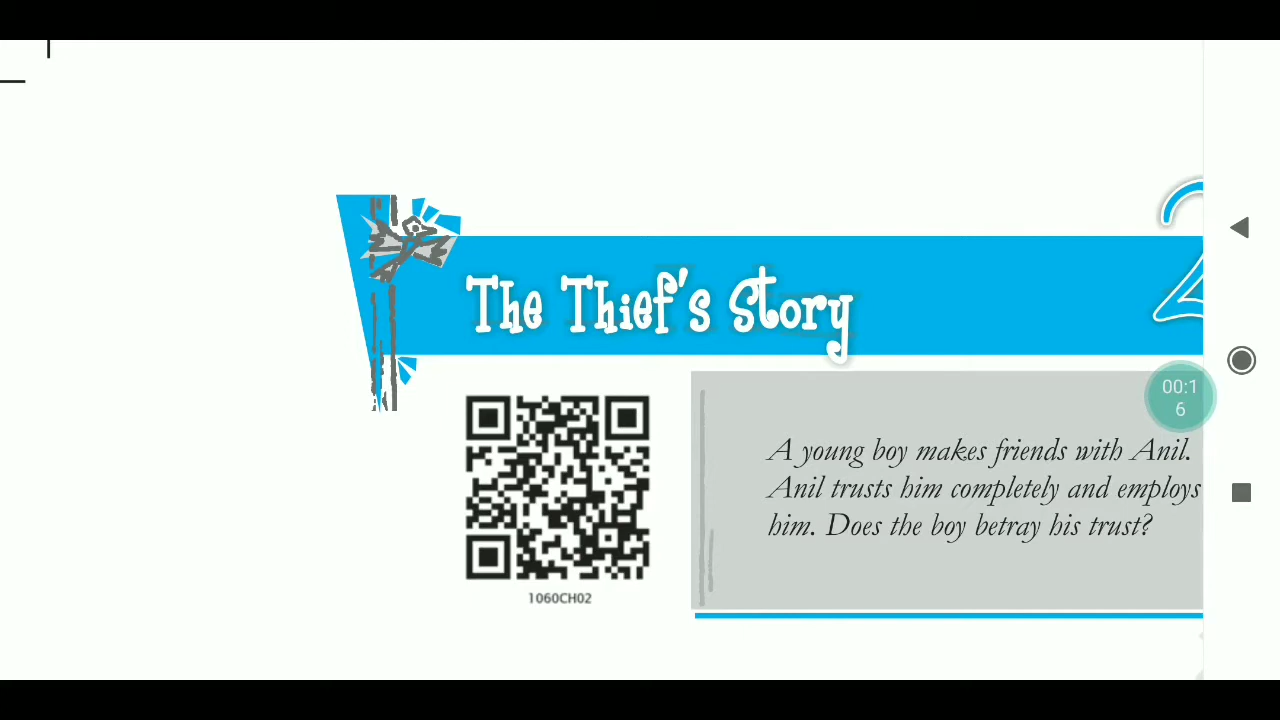 The Thief's Story
2
00:1
6
A young boy makes friends with Anil.
Anil trusts him completely and employs
him. Does the boy betray his trust?
1060CH02